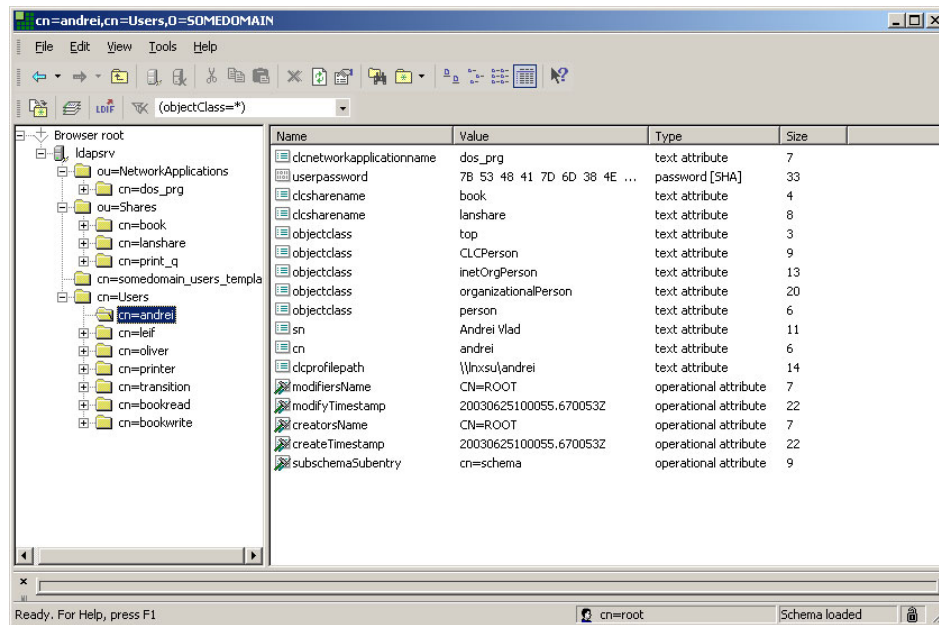 cn=andrei,cn=Users,O=SOMEDOMAIN
File Edit View Tools Help
LDIF (objectClass=*)
Browser root
ldapsrv
ou=NetworkApplications
cn=dos_prg
ou=Shares
cn=book
cn=lanshare
cn=print_q
cn=somedomain_users_templa
cn=Users
cn=andrei
cn=leif
cn=oliver
cn=printer
cn=transition
cn=bookread
cn=bookwrite
Name Value Type Size
clcnetworkapplicationname dos_prg text attribute 7
userpassword 7B 53 48 41 7D 6D 38 4E ... password [SHA] 33
clcsharename book text attribute 4
clcsharename lanshare text attribute 8
objectclass top text attribute 3
objectclass CLCPerson text attribute 9
objectclass inetOrgPerson text attribute 13
objectclass organizationalPerson text attribute 20
objectclass person text attribute 6
sn Andrei Vlad text attribute 11
cn andrei text attribute 6
clcprofilepath \\lnxsu\andrei text attribute 14
modifiersName CN=ROOT operational attribute 7
modifyTimestamp 20030625100055.670053Z operational attribute 22
creatorsName CN=ROOT operational attribute 7
createTimestamp 20030625100055.670053Z operational attribute 22
subschemaSubentry cn=schema operational attribute 9
Ready. For Help, press F1 cn=root Schema loaded